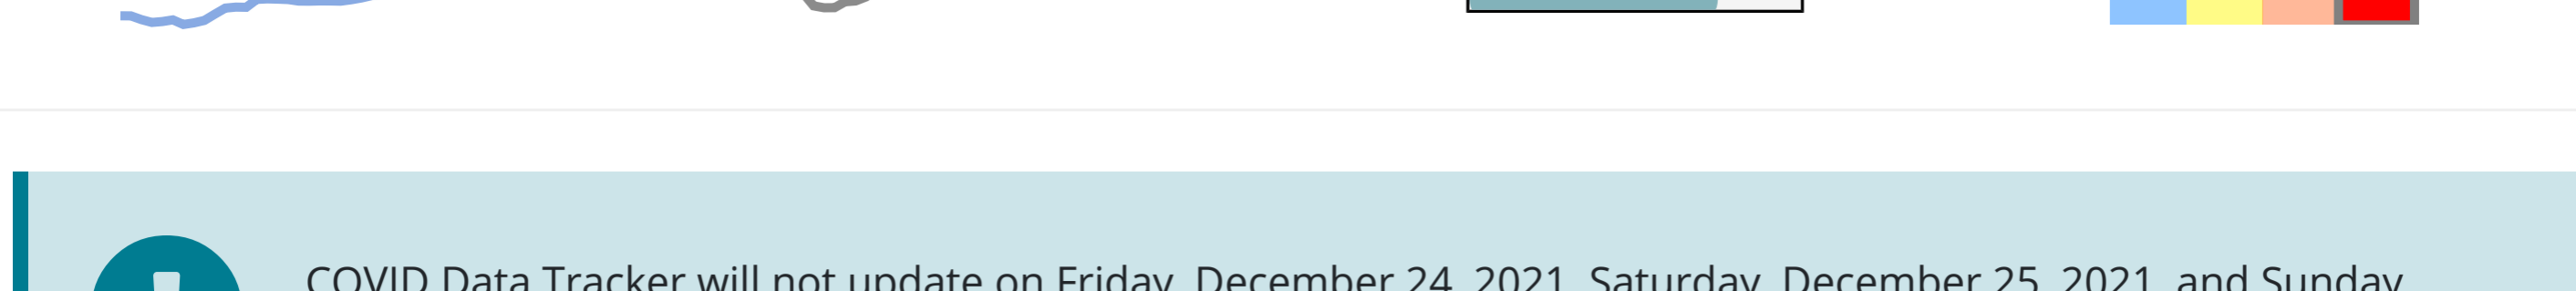 COVID Data Tracker will not update on Friday, December 24, 2021, Saturday, December 25, 2021, and Sunday,